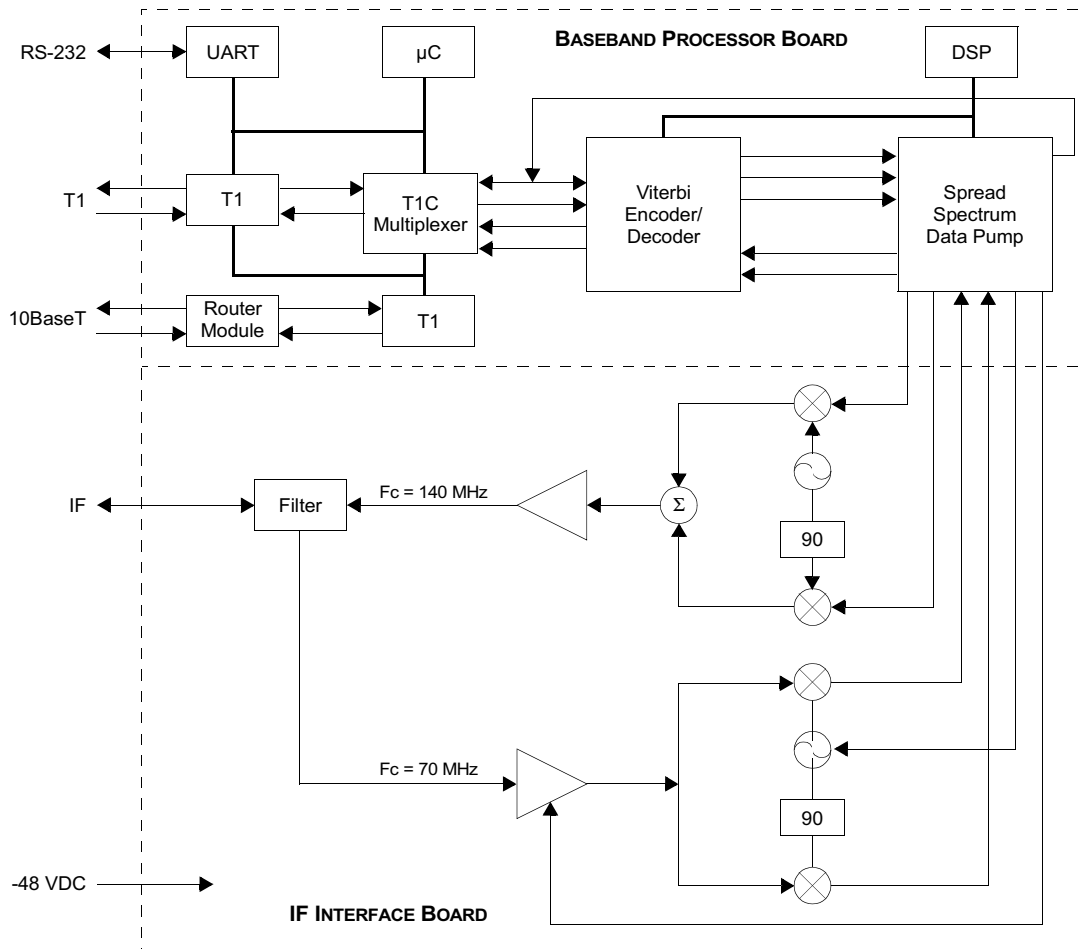 BASEBAND PROCESSOR BOARD
RS-232
UART
µC
DSP
T1
T1
T1C
Multiplexer
Viterbi
Encoder/
Decoder
Spread
Spectrum
Data Pump
10BaseT
Router
Module
T1
IF
Filter
Fc = 140 MHz
Σ
90
Fc = 70 MHz
90
-48 VDC
IF INTERFACE BOARD